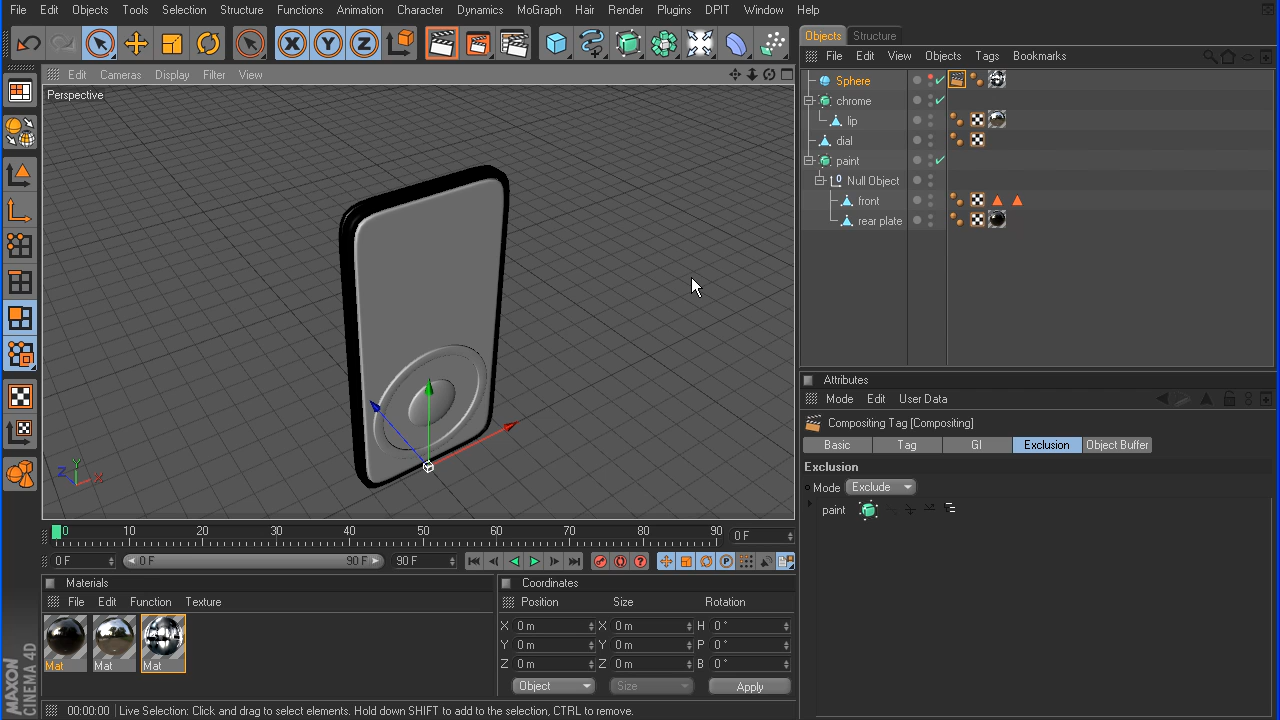 File Edit Objects Tools Selection Structure Functions Animation Character Dynamics MoGraph Hair Render Plugins DPIT Window Help
Edit Cameras Display Filter View
Perspective
Y
Z
X
0 10 20 30 40 50 60 70 80 90 0 F
0 F 0 F 90 F 90 F
Materials
File Edit Function Texture
Mat Mat Mat
Coordinates
Position Size Rotation
X 0 m X 0 m H 0 °
Y 0 m Y 0 m P 0 °
Z 0 m Z 0 m B 0 °
Object Size Apply
00:00:00 Live Selection: Click and drag to select elements. Hold down SHIFT to add to the selection, CTRL to remove.
MAXON
CINEMA 4D
Objects Structure
File Edit View Objects Tags Bookmarks
Sphere
chrome
lip
dial
paint
Null Object
front
rear plate
Attributes
Mode Edit User Data
Compositing Tag [Compositing]
Basic Tag GI Exclusion Object Buffer
Exclusion
Mode Exclude
paint